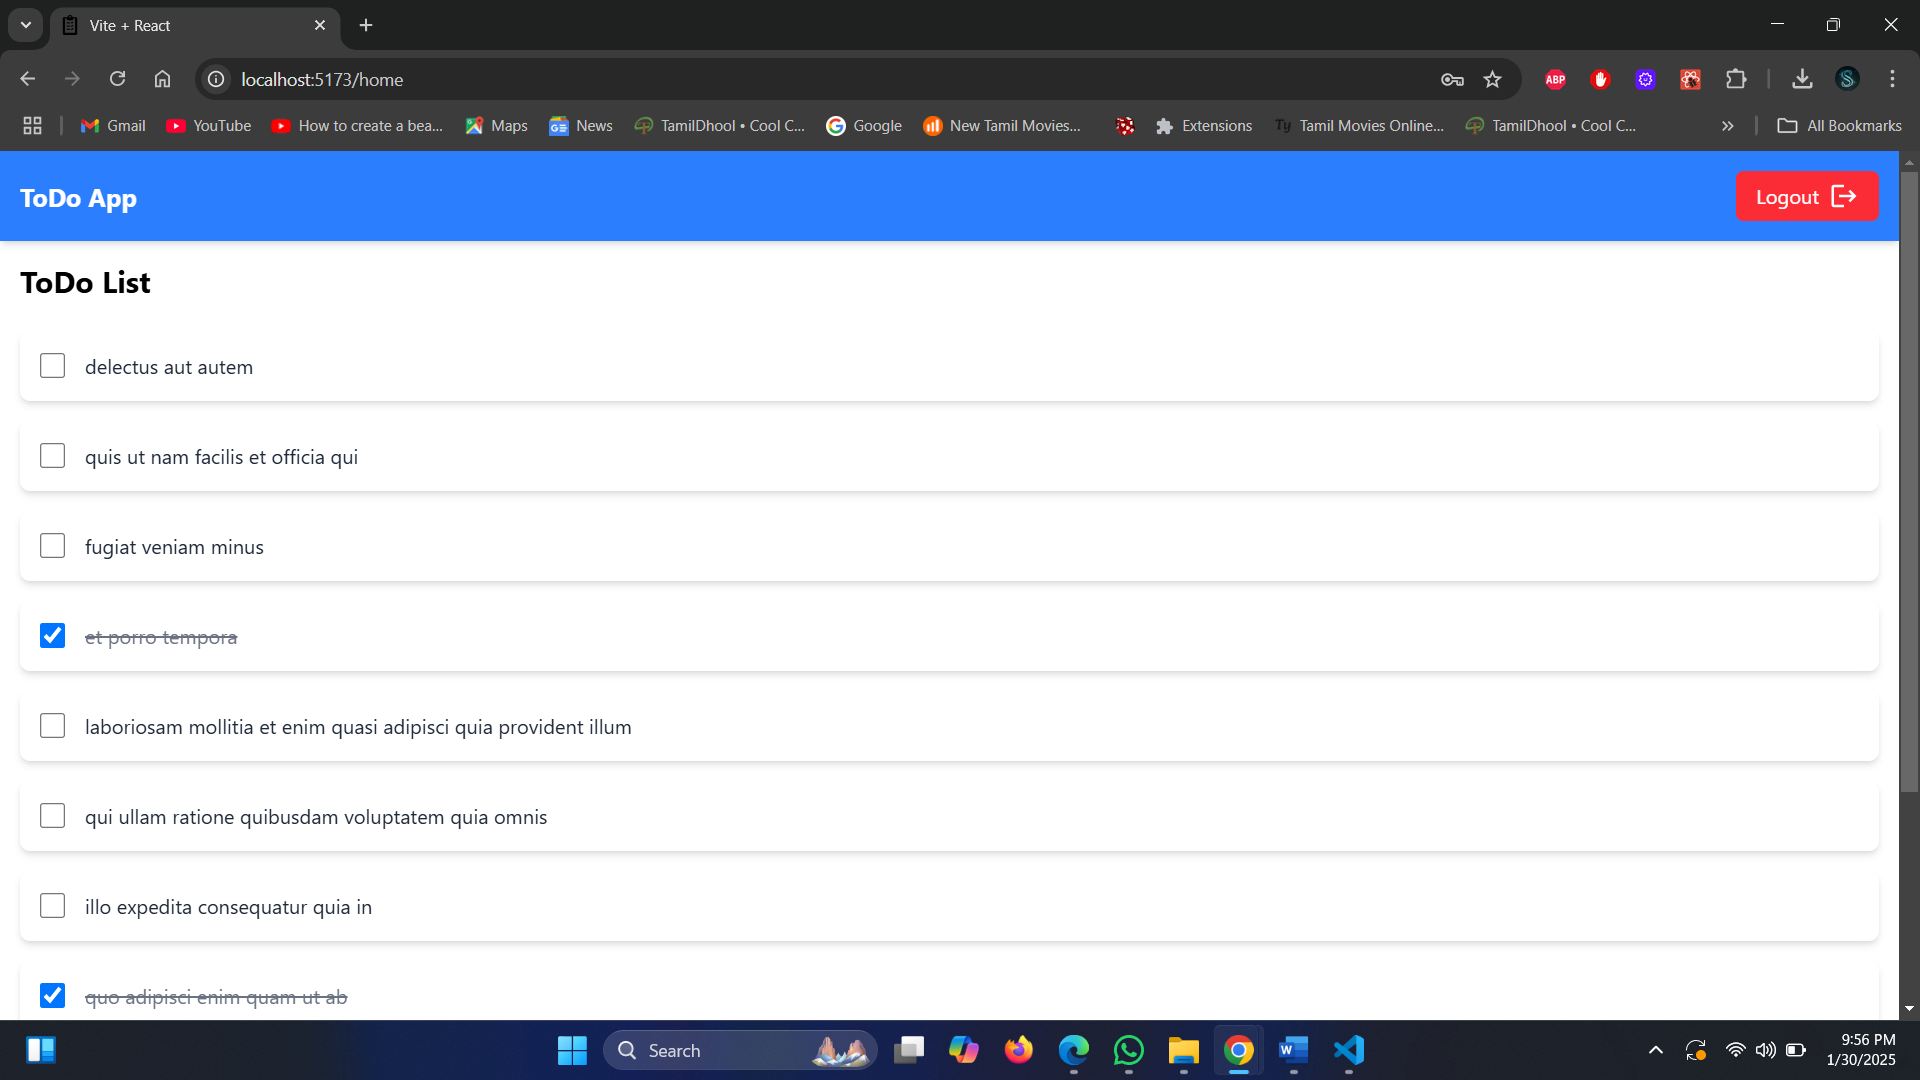 Vite + React
localhost:5173/home
ABP
Gmail YouTube How to create a bea... Maps News TamilDhool • Cool C... Google New Tamil Movies... Extensions Ty Tamil Movies Online... TamilDhool • Cool C... » All Bookmarks
ToDo App
Logout
ToDo List
delectus aut autem
quis ut nam facilis et officia qui
fugiat veniam minus
et porro tempora
laboriosam mollitia et enim quasi adipisci quia provident illum
qui ullam ratione quibusdam voluptatem quia omnis
illo expedita consequatur quia in
quo adipisci enim quam ut ab
Search
9:56 PM
1/30/2025